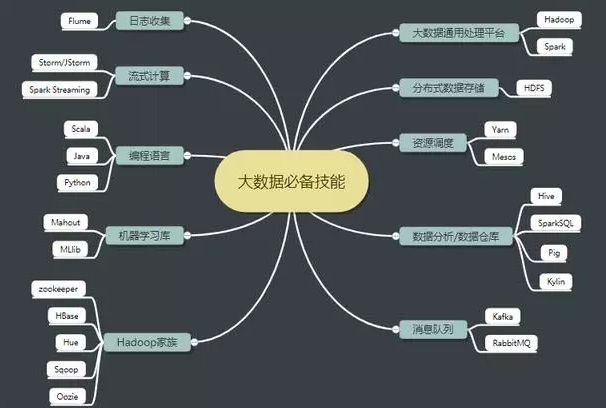 大数据必备技能
日志收集
Flume
流式计算
Storm/JStorm
Spark Streaming
编程语言
Scala
Java
Python
机器学习库
Mahout
MLlib
Hadoop家族
zookeeper
HBase
Hue
Sqoop
Oozie
大数据通用处理平台
Hadoop
Spark
分布式数据存储
HDFS
资源调度
Yarn
Mesos
数据分析/数据仓库
Hive
SparkSQL
Pig
Kylin
消息队列
Kafka
RabbitMQ